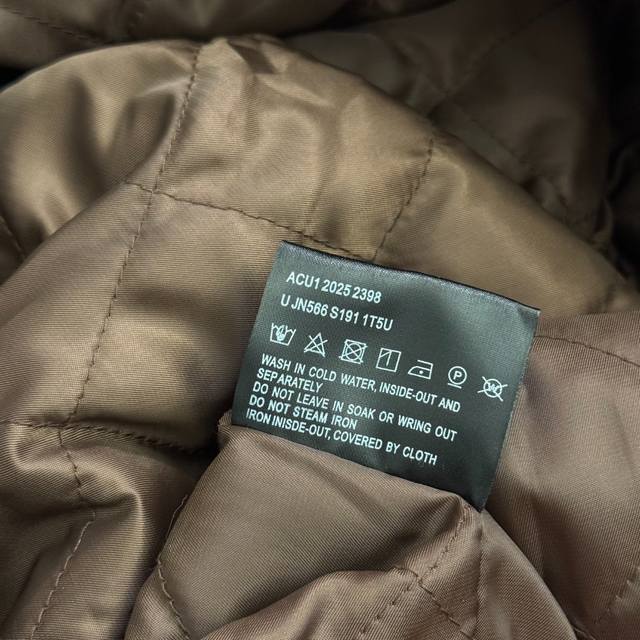 ACU1 2025 2398
U JN566 S191 1T5U
WASH IN COLD WATER, INSIDE-OUT AND
SEPARATELY
DO NOT LEAVE IN SOAK OR WRING OUT
DO NOT STEAM IRON
IRON INISDE-OUT, COVERED BY CLOTH